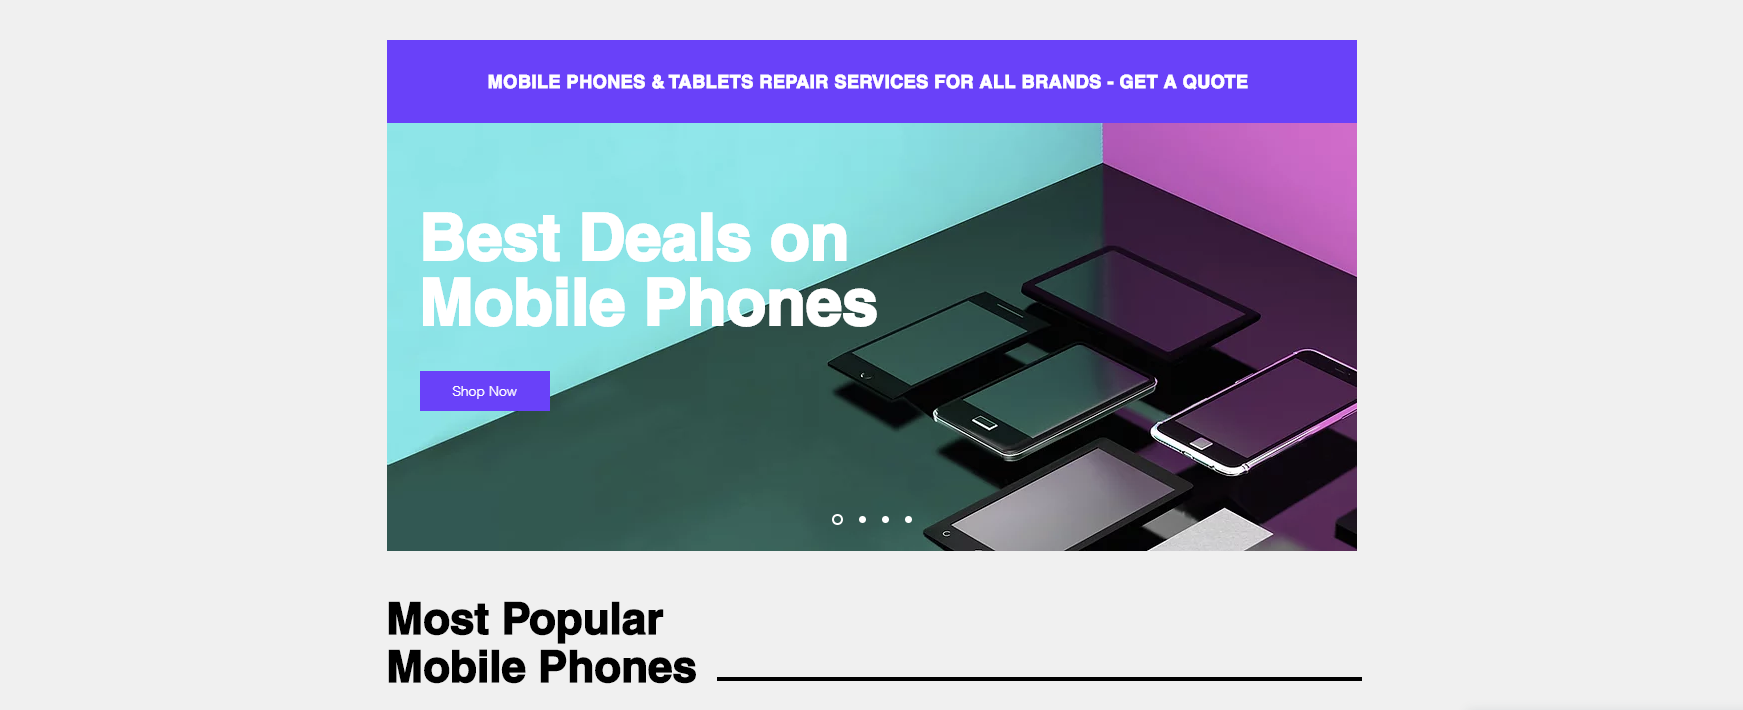 MOBILE PHONES & TABLETS REPAIR SERVICES FOR ALL BRANDS - GET A QUOTE
Best Deals on
Mobile Phones
Shop Now
Most Popular
Mobile Phones